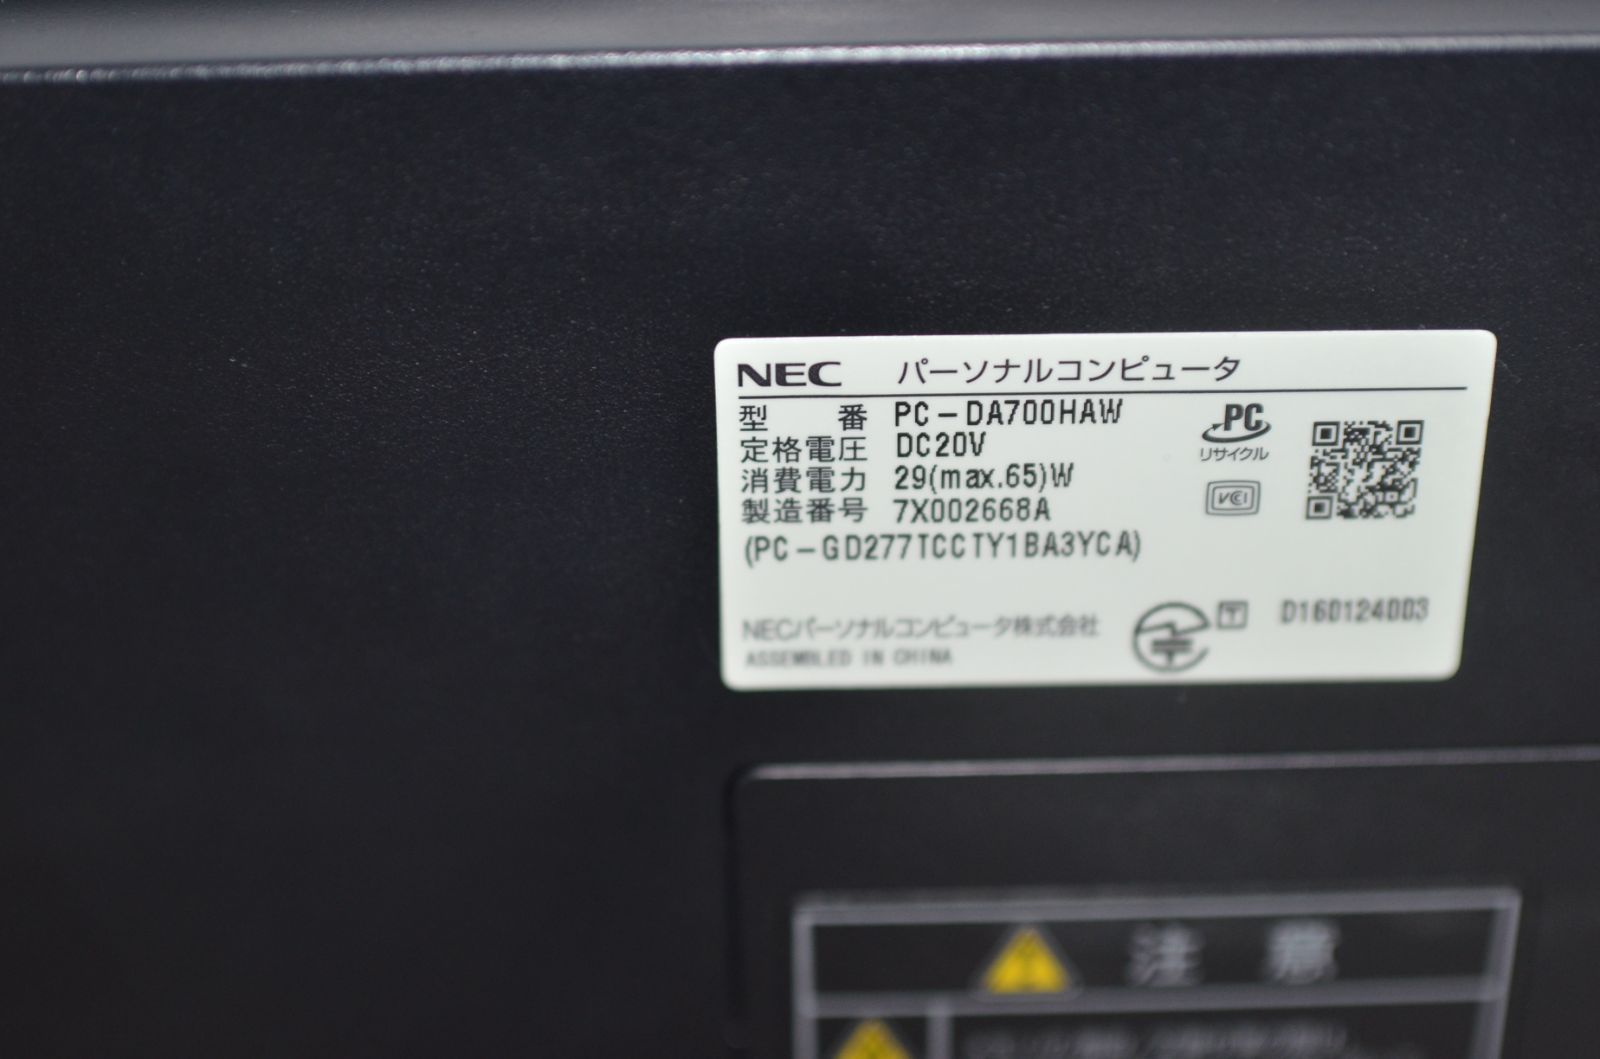 NEC パーソナルコンピュータ
型番 PC-DA700HAW
定格電圧 DC20V
消費電力 29(max.65)W
製造番号 7X002668A
(PC-GD277TCCTY1BA3YCA)
PC
リサイクル
VCCI
NECパーソナルコンピュータ株式会社
ASSEMBLED IN CHINA
T D16D124003
注意